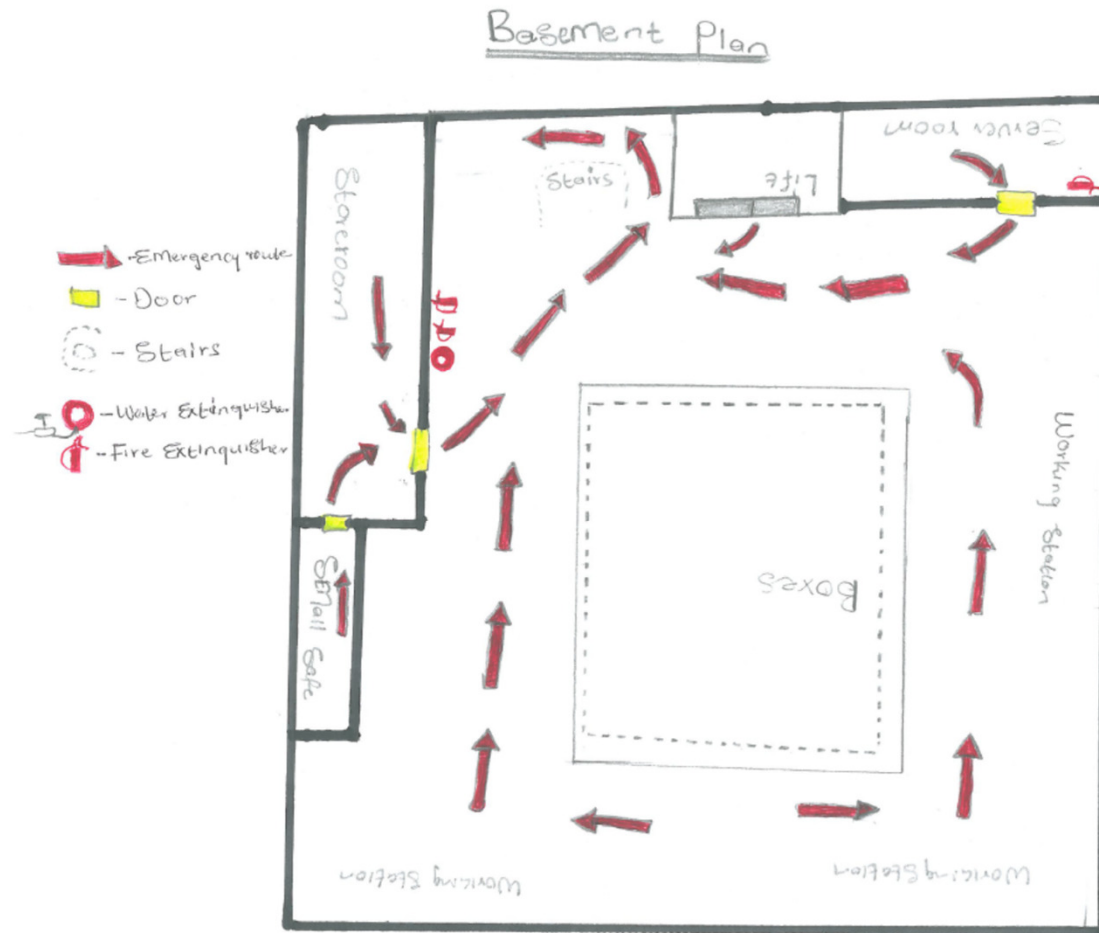 Basement Plan
Server room
Stairs
Lift
Storeroom
-Emergency route
-Door
-Stairs
-Water Extinguisher
-Fire Extinguisher
Working Station
Boxes
SMall Safe
Working Station
Working Station